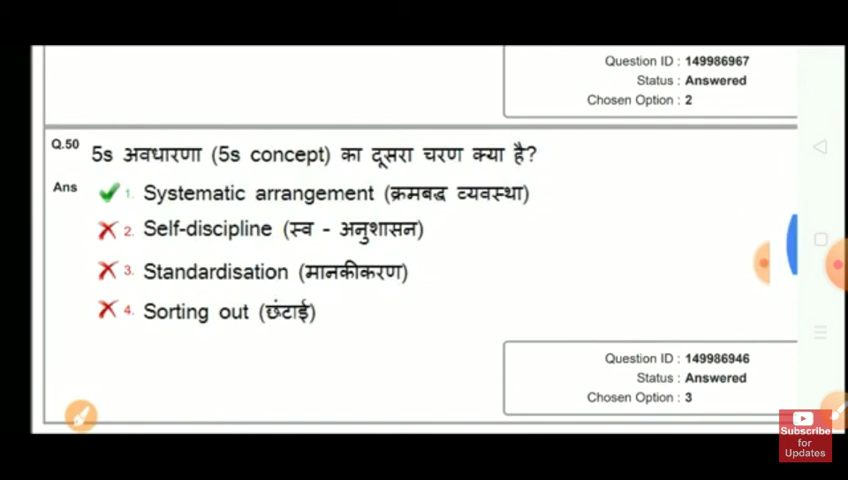 Question ID : 149986967
Status : Answered
Chosen Option : 2
Q.50 5s अवधारणा (5s concept) का दूसरा चरण क्या है?
Ans 1. Systematic arrangement (क्रमबद्ध व्यवस्था)
2. Self-discipline (स्व - अनुशासन)
3. Standardisation (मानकीकरण)
4. Sorting out (छंटाई)
Question ID : 149986946
Status : Answered
Chosen Option : 3
Subscribe
for
Updates